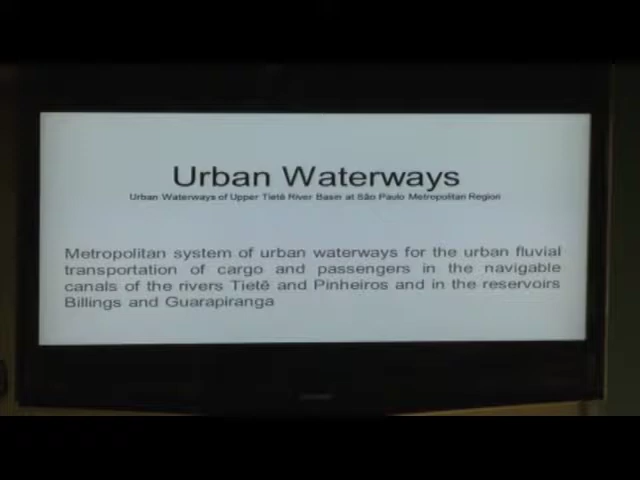 Urban Waterways
Urban Waterways of Upper Tietê River Basin at São Paulo Metropolitan Region
Metropolitan system of urban waterways for the urban fluvial
transportation of cargo and passengers in the navigable
canals of the rivers Tietê and Pinheiros and in the reservoirs
Billings and Guarapiranga